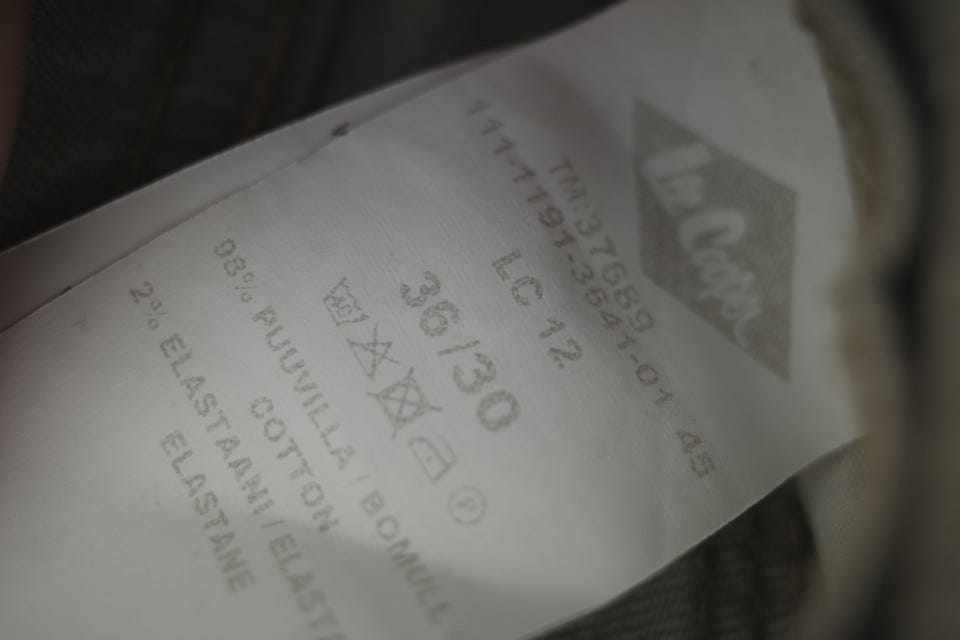 Lee Cooper
TM-37689
111-1191-3641-01 45
LC 12
36/30
P
98% PUUVILLA / BOMULL
COTTON
2% ELASTAANI / ELAST
ELASTANE